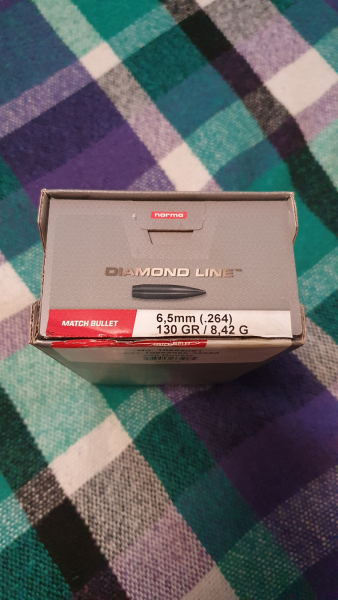 norma
DIAMOND LINE™
MATCH BULLET
6,5mm (.264)
130 GR / 8,42 G